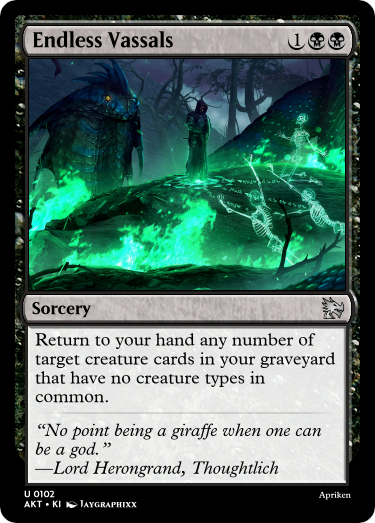 Endless Vassals 1
Sorcery
Return to your hand any number of
target creature cards in your graveyard
that have no creature types in
common.
“No point being a giraffe when one can
be a god.”
—Lord Herongrand, Thoughtlich
U 0102
AKT • KI JAYGRAPHIXX
Apriken